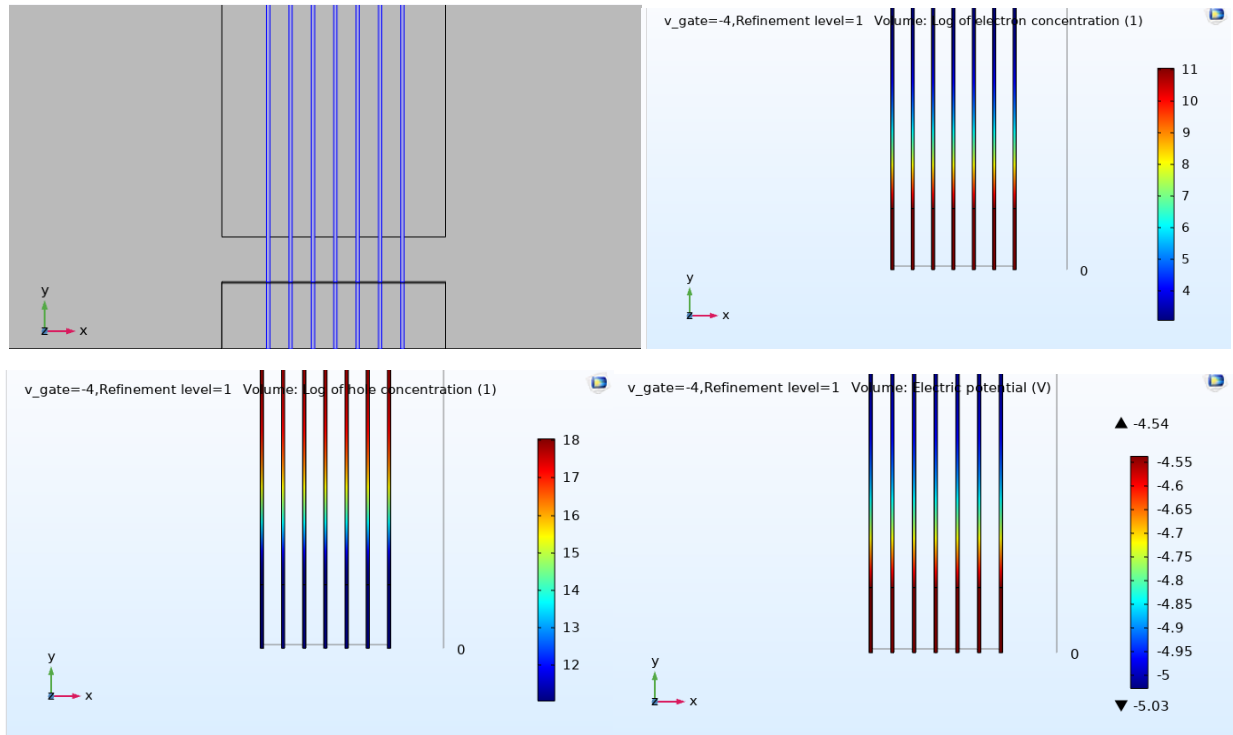 y
z x
v_gate=-4,Refinement level=1 Volume: Log of electron concentration (1)
11
10
9
8
7
6
5
4
0
y
z x
v_gate=-4,Refinement level=1 Volume: Log of hole concentration (1)
18
17
16
15
14
13
12
0
y
z x
v_gate=-4,Refinement level=1 Volume: Electric potential (V)
▲ -4.54
-4.55
-4.6
-4.65
-4.7
-4.75
-4.8
-4.85
-4.9
-4.95
-5
▼ -5.03
0
y
z x